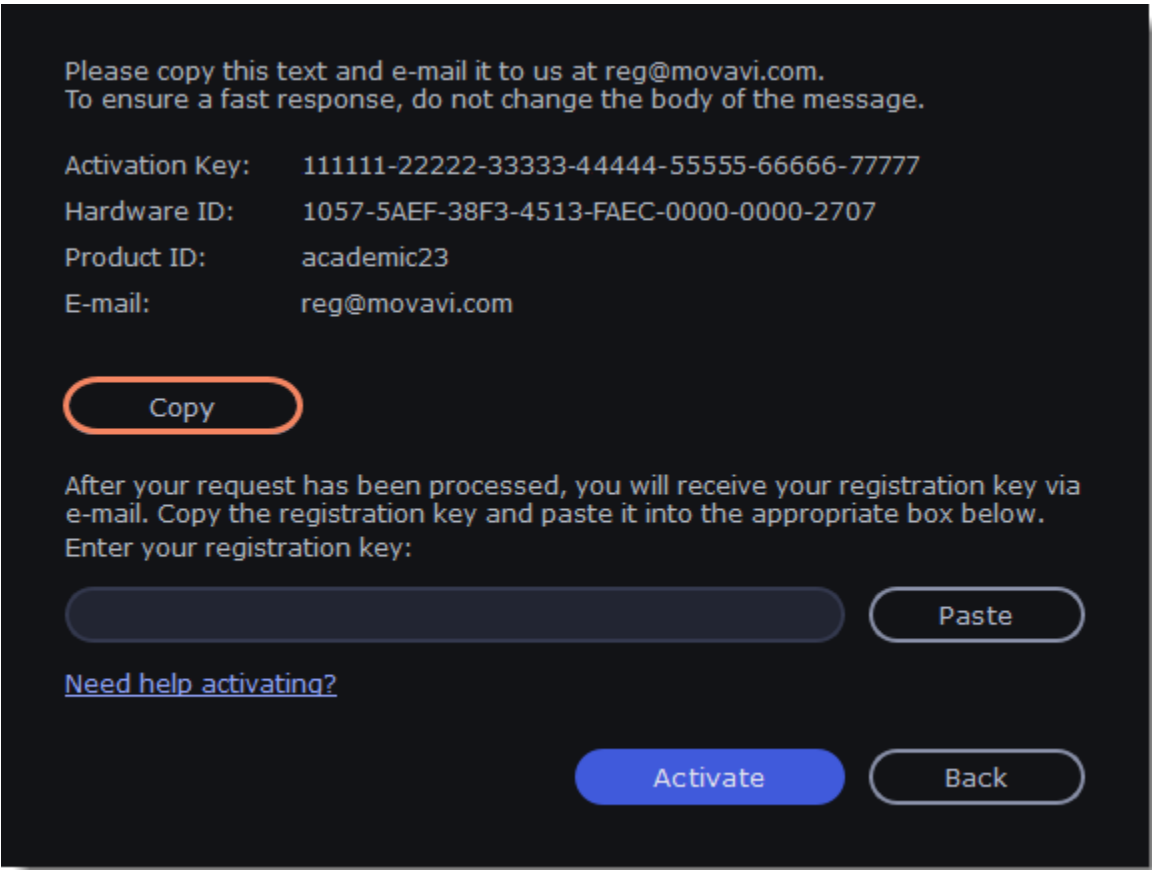 Please copy this text and e-mail it to us at reg@movavi.com.
To ensure a fast response, do not change the body of the message.
Activation Key: 111111-22222-33333-44444-55555-66666-77777
Hardware ID: 1057-5AEF-38F3-4513-FAEC-0000-0000-2707
Product ID: academic23
E-mail: reg@movavi.com
Copy
After your request has been processed, you will receive your registration key via
e-mail. Copy the registration key and paste it into the appropriate box below.
Enter your registration key:
Paste
Need help activating?
Activate Back